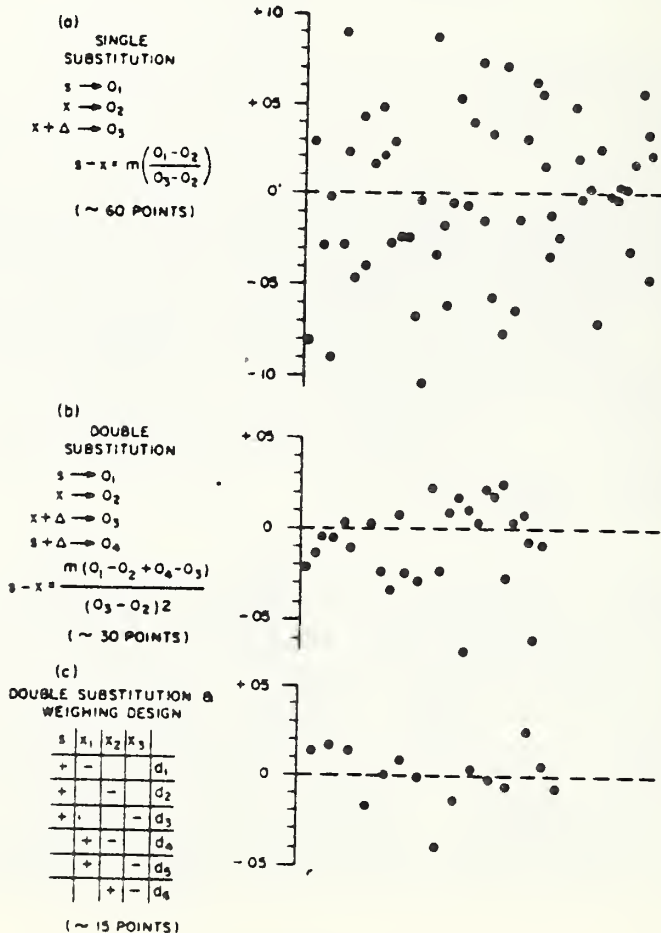 (a)
SINGLE
SUBSTITUTION
s → O₁
x → O₂
x + Δ → O₃
s - x = m(O₁ - O₂ / O₃ - O₂)
(~ 60 POINTS)
+.10
+.05
0
-.05
-.10
(b)
DOUBLE
SUBSTITUTION
s → O₁
x → O₂
x + Δ → O₃
s + Δ → O₄
s - x = m(O₁ - O₂ + O₄ - O₃) / (O₃ - O₂)2
(~ 30 POINTS)
+.05
0
-.05
(c)
DOUBLE SUBSTITUTION &
WEIGHING DESIGN
s x₁ x₂ x₃
+ - d₁
+ - d₂
+ - d₃
+ - d₄
+ - d₅
+ - d₆
(~ 15 POINTS)
+.05
0
-.05